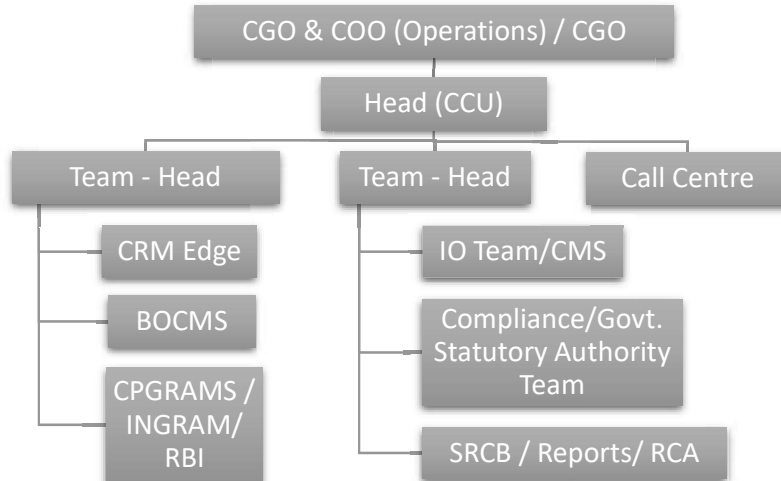 CGO & COO (Operations) / CGO
Head (CCU)
Team - Head
Team - Head
Call Centre
CRM Edge
BOCMS
CPGRAMS /
INGRAM/
RBI
IO Team/CMS
Compliance/Govt.
Statutory Authority
Team
SRCB / Reports/ RCA